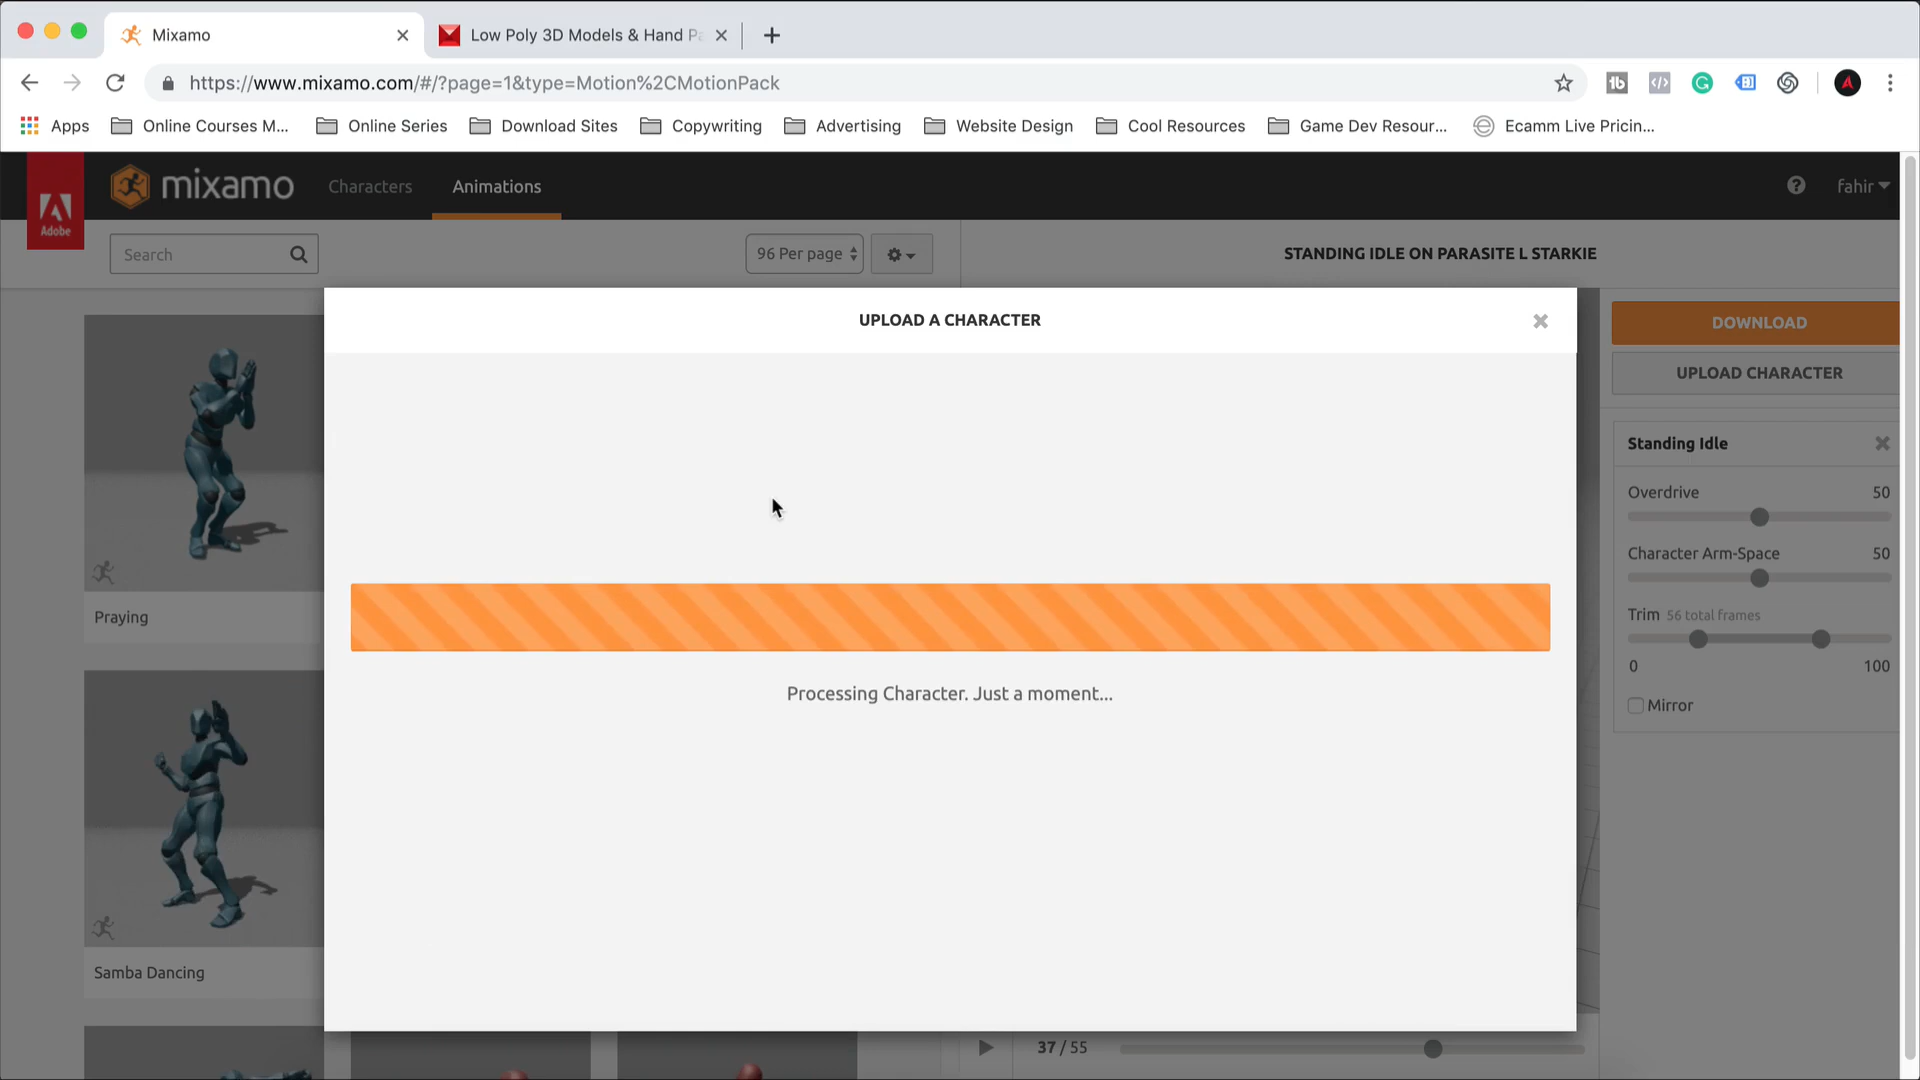 Mixamo
Low Poly 3D Models & Hand P
https://www.mixamo.com/#/?page=1&type=Motion%2CMotionPack
Apps
Online Courses M...
Online Series
Download Sites
Copywriting
Advertising
Website Design
Cool Resources
Game Dev Resour...
Ecamm Live Pricin...
Adobe
mixamo
Characters
Animations
fahir
Search
96 Per page
STANDING IDLE ON PARASITE L STARKIE
UPLOAD A CHARACTER
DOWNLOAD
UPLOAD CHARACTER
Standing Idle
Overdrive 50
Character Arm-Space 50
Trim 56 total frames
0 100
Mirror
Praying
Processing Character. Just a moment...
Samba Dancing
37 / 55